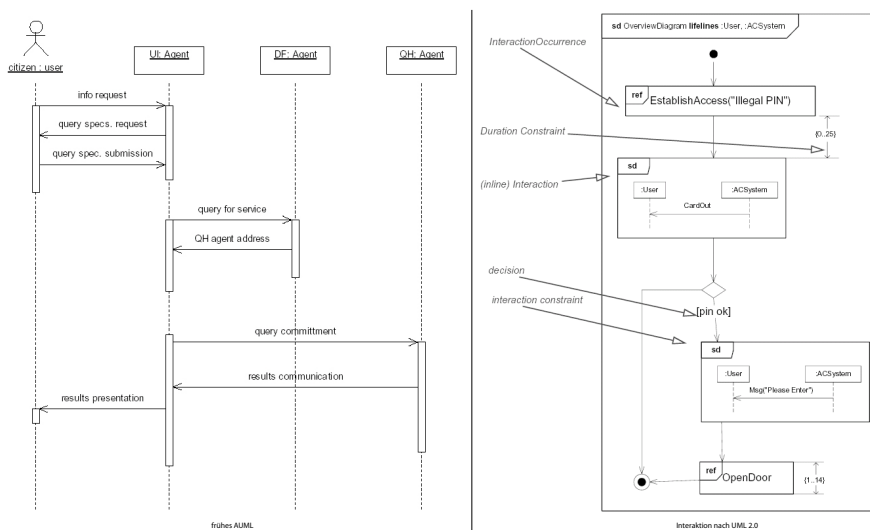 citizen : user
UI: Agent
DF: Agent
QH: Agent
info request
query specs. request
query spec. submission
query for service
QH agent address
query committment
results communication
results presentation
frühes AUML
sd OverviewDiagram lifelines :User, :ACSystem
InteractionOccurrence
ref
EstablishAccess("Illegal PIN")
Duration Constraint
{0..25}
sd
(inline) Interaction
:User
:ACSystem
CardOut
decision
interaction constraint
[pin ok]
sd
:User
:ACSystem
Msg("Please Enter")
ref
OpenDoor
{1..14}
Interaktion nach UML 2.0